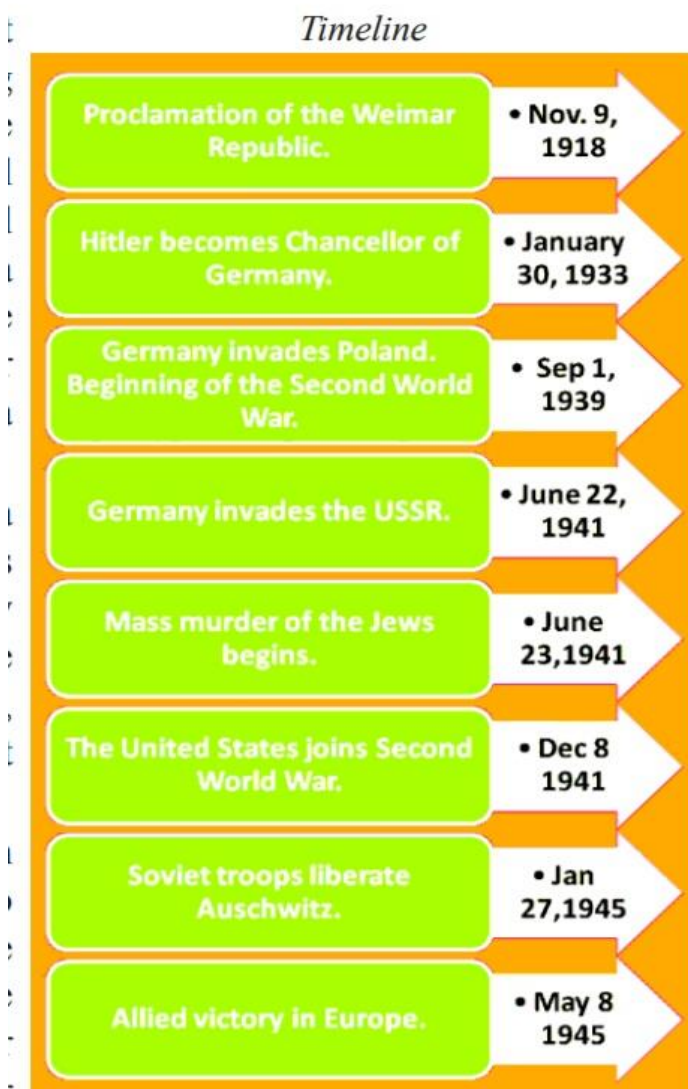 Timeline
Proclamation of the Weimar
Republic.
• Nov. 9,
1918
Hitler becomes Chancellor of
Germany.
• January
30, 1933
Germany invades Poland.
Beginning of the Second World
War.
• Sep 1,
1939
Germany invades the USSR.
• June 22,
1941
Mass murder of the Jews
begins.
• June
23,1941
The United States joins Second
World War.
• Dec 8
1941
Soviet troops liberate
Auschwitz.
• Jan
27,1945
Allied victory in Europe.
• May 8
1945